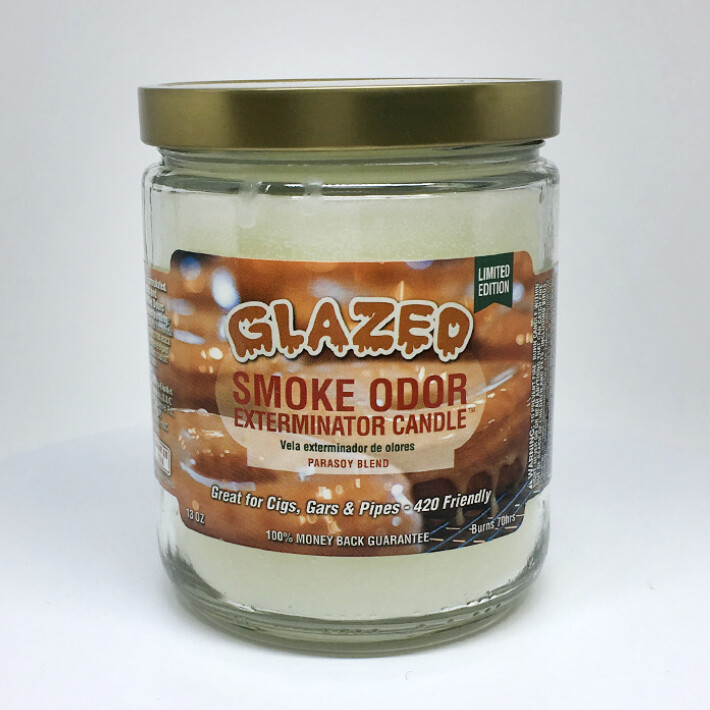 LIMITED
EDITION
GLAZED
SMOKE ODOR
EXTERMINATOR CANDLE™
Vela exterminador de olores
PARASOY BLEND
Great for Cigs, Gars & Pipes - 420 Friendly
13 OZ
Burns 70hrs
100% MONEY BACK GUARANTEE
WARNING: